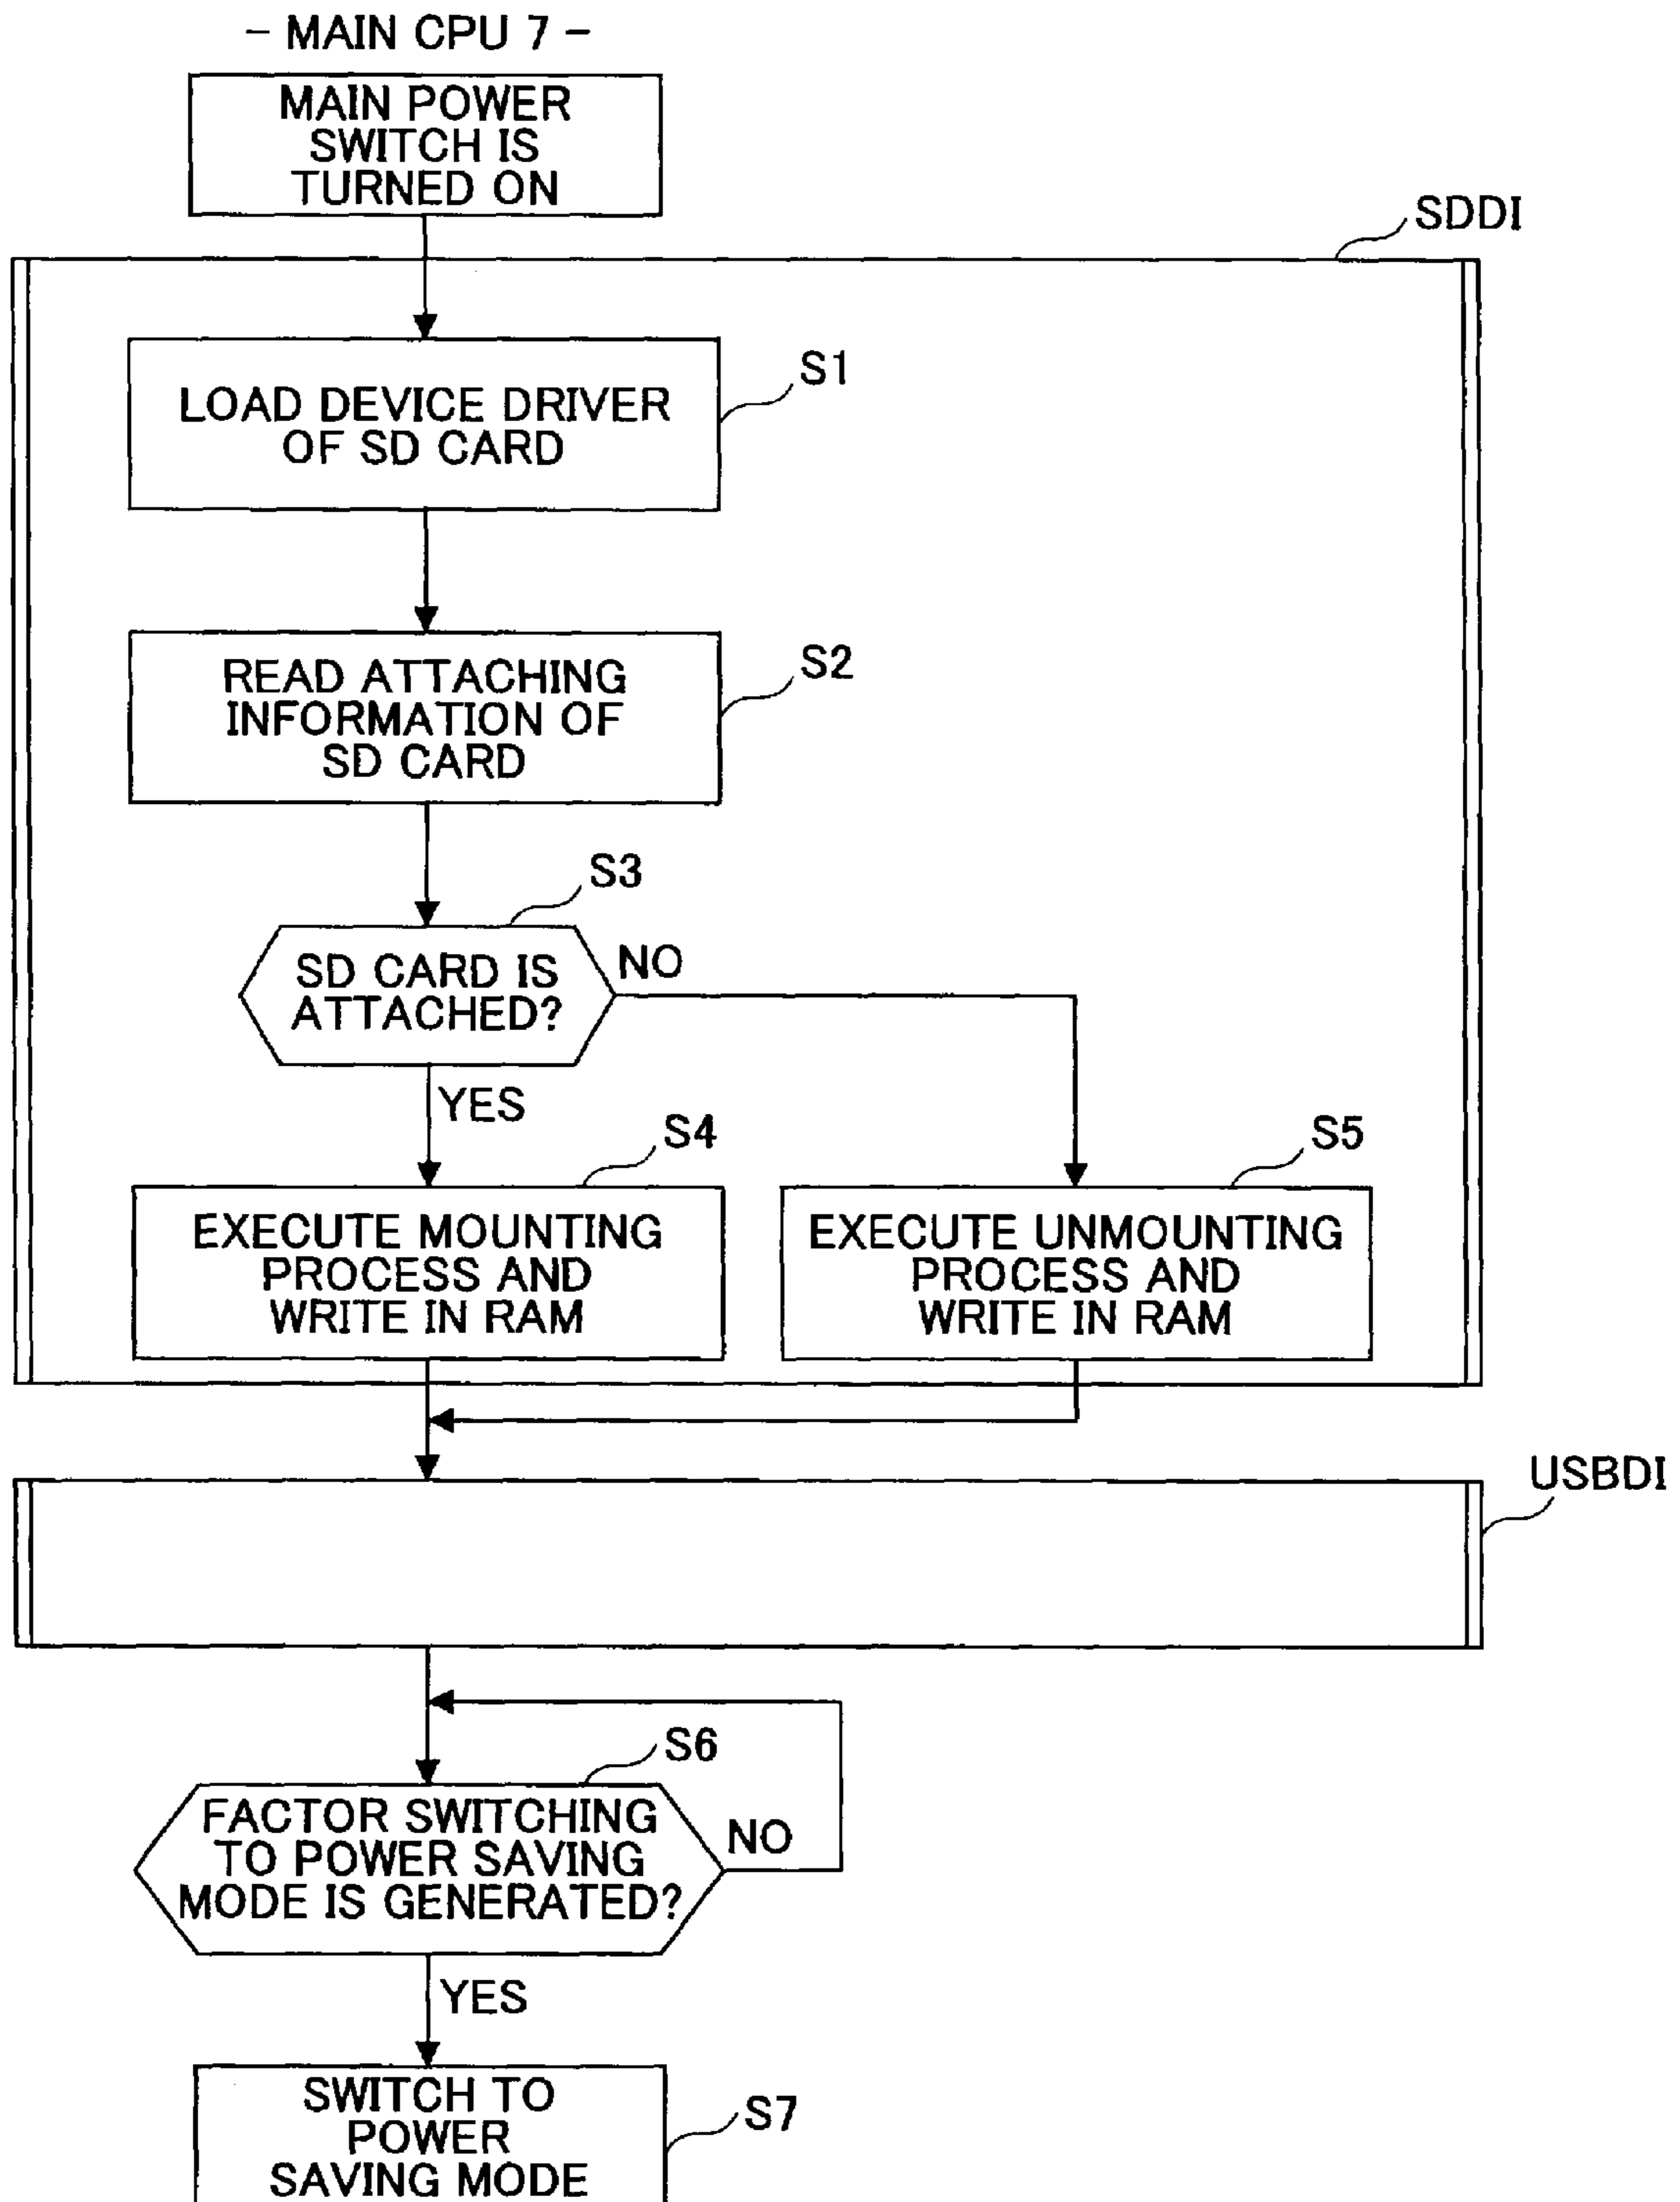 – MAIN CPU 7 –
MAIN POWER
SWITCH IS
TURNED ON
SDDI
S1
LOAD DEVICE DRIVER
OF SD CARD
S2
READ ATTACHING
INFORMATION OF
SD CARD
S3
SD CARD IS
ATTACHED?
NO
YES
S4
S5
EXECUTE MOUNTING
PROCESS AND
WRITE IN RAM
EXECUTE UNMOUNTING
PROCESS AND
WRITE IN RAM
USBDI
S6
FACTOR SWITCHING
TO POWER SAVING
MODE IS GENERATED?
NO
YES
SWITCH TO
POWER
SAVING MODE
S7